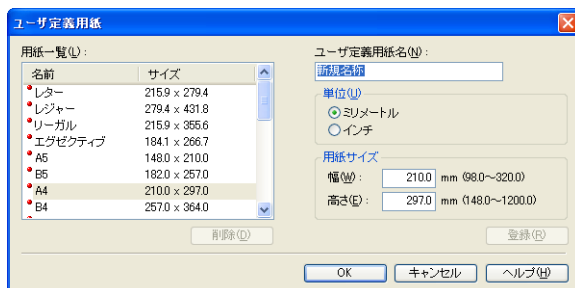 ユーザ定義用紙
用紙一覧(L):
名前 サイズ
レター 215.9 x 279.4
レジャー 279.4 x 431.8
リーガル 215.9 x 355.6
エグゼクティブ 184.1 x 266.7
A5 148.0 x 210.0
B5 182.0 x 257.0
A4 210.0 x 297.0
B4 257.0 x 364.0
削除(D)
ユーザ定義用紙名(N):
新規名称
単位(U)
ミリメートル
インチ
用紙サイズ
幅(W): 210.0 mm (98.0～320.0)
高さ(E): 297.0 mm (148.0～1200.0)
登録(R)
OK キャンセル ヘルプ(H)